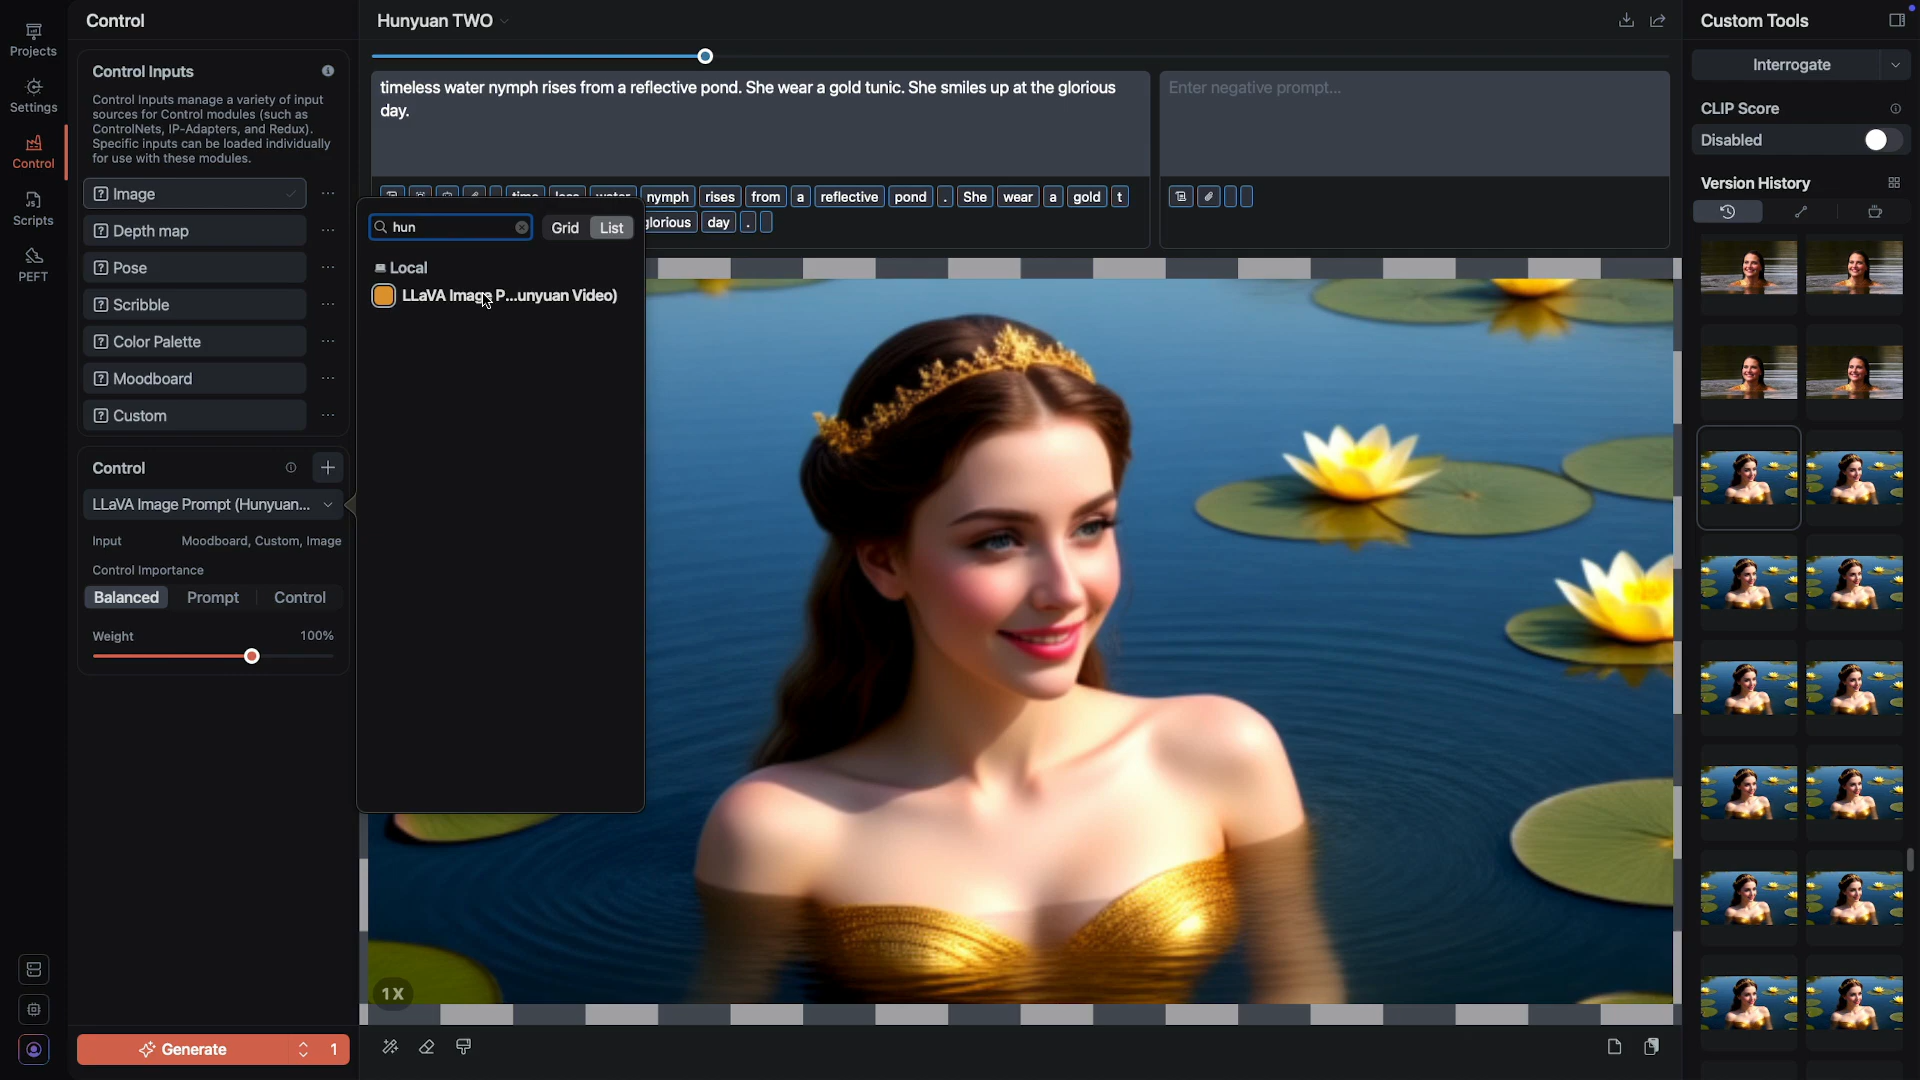 Projects
Settings
Control
Scripts
PEFT
Control
Control Inputs
Control Inputs manage a variety of input
sources for Control modules (such as
ControlNets, IP-Adapters, and Redux).
Specific inputs can be loaded individually
for use with these modules.
Image
Depth map
Pose
Scribble
Color Palette
Moodboard
Custom
Control
LLaVA Image Prompt (Hunyuan...
Input Moodboard, Custom, Image
Control Importance
Balanced Prompt Control
Weight 100%
Generate 1
Hunyuan TWO
timeless water nymph rises from a reflective pond. She wear a gold tunic. She smiles up at the glorious
day.
Enter negative prompt...
time less water nymph rises from a reflective pond . She wear a gold t
glorious day .
hun
Grid List
Local
LLaVA Image P...unyuan Video)
1X
Custom Tools
Interrogate
CLIP Score
Disabled
Version History